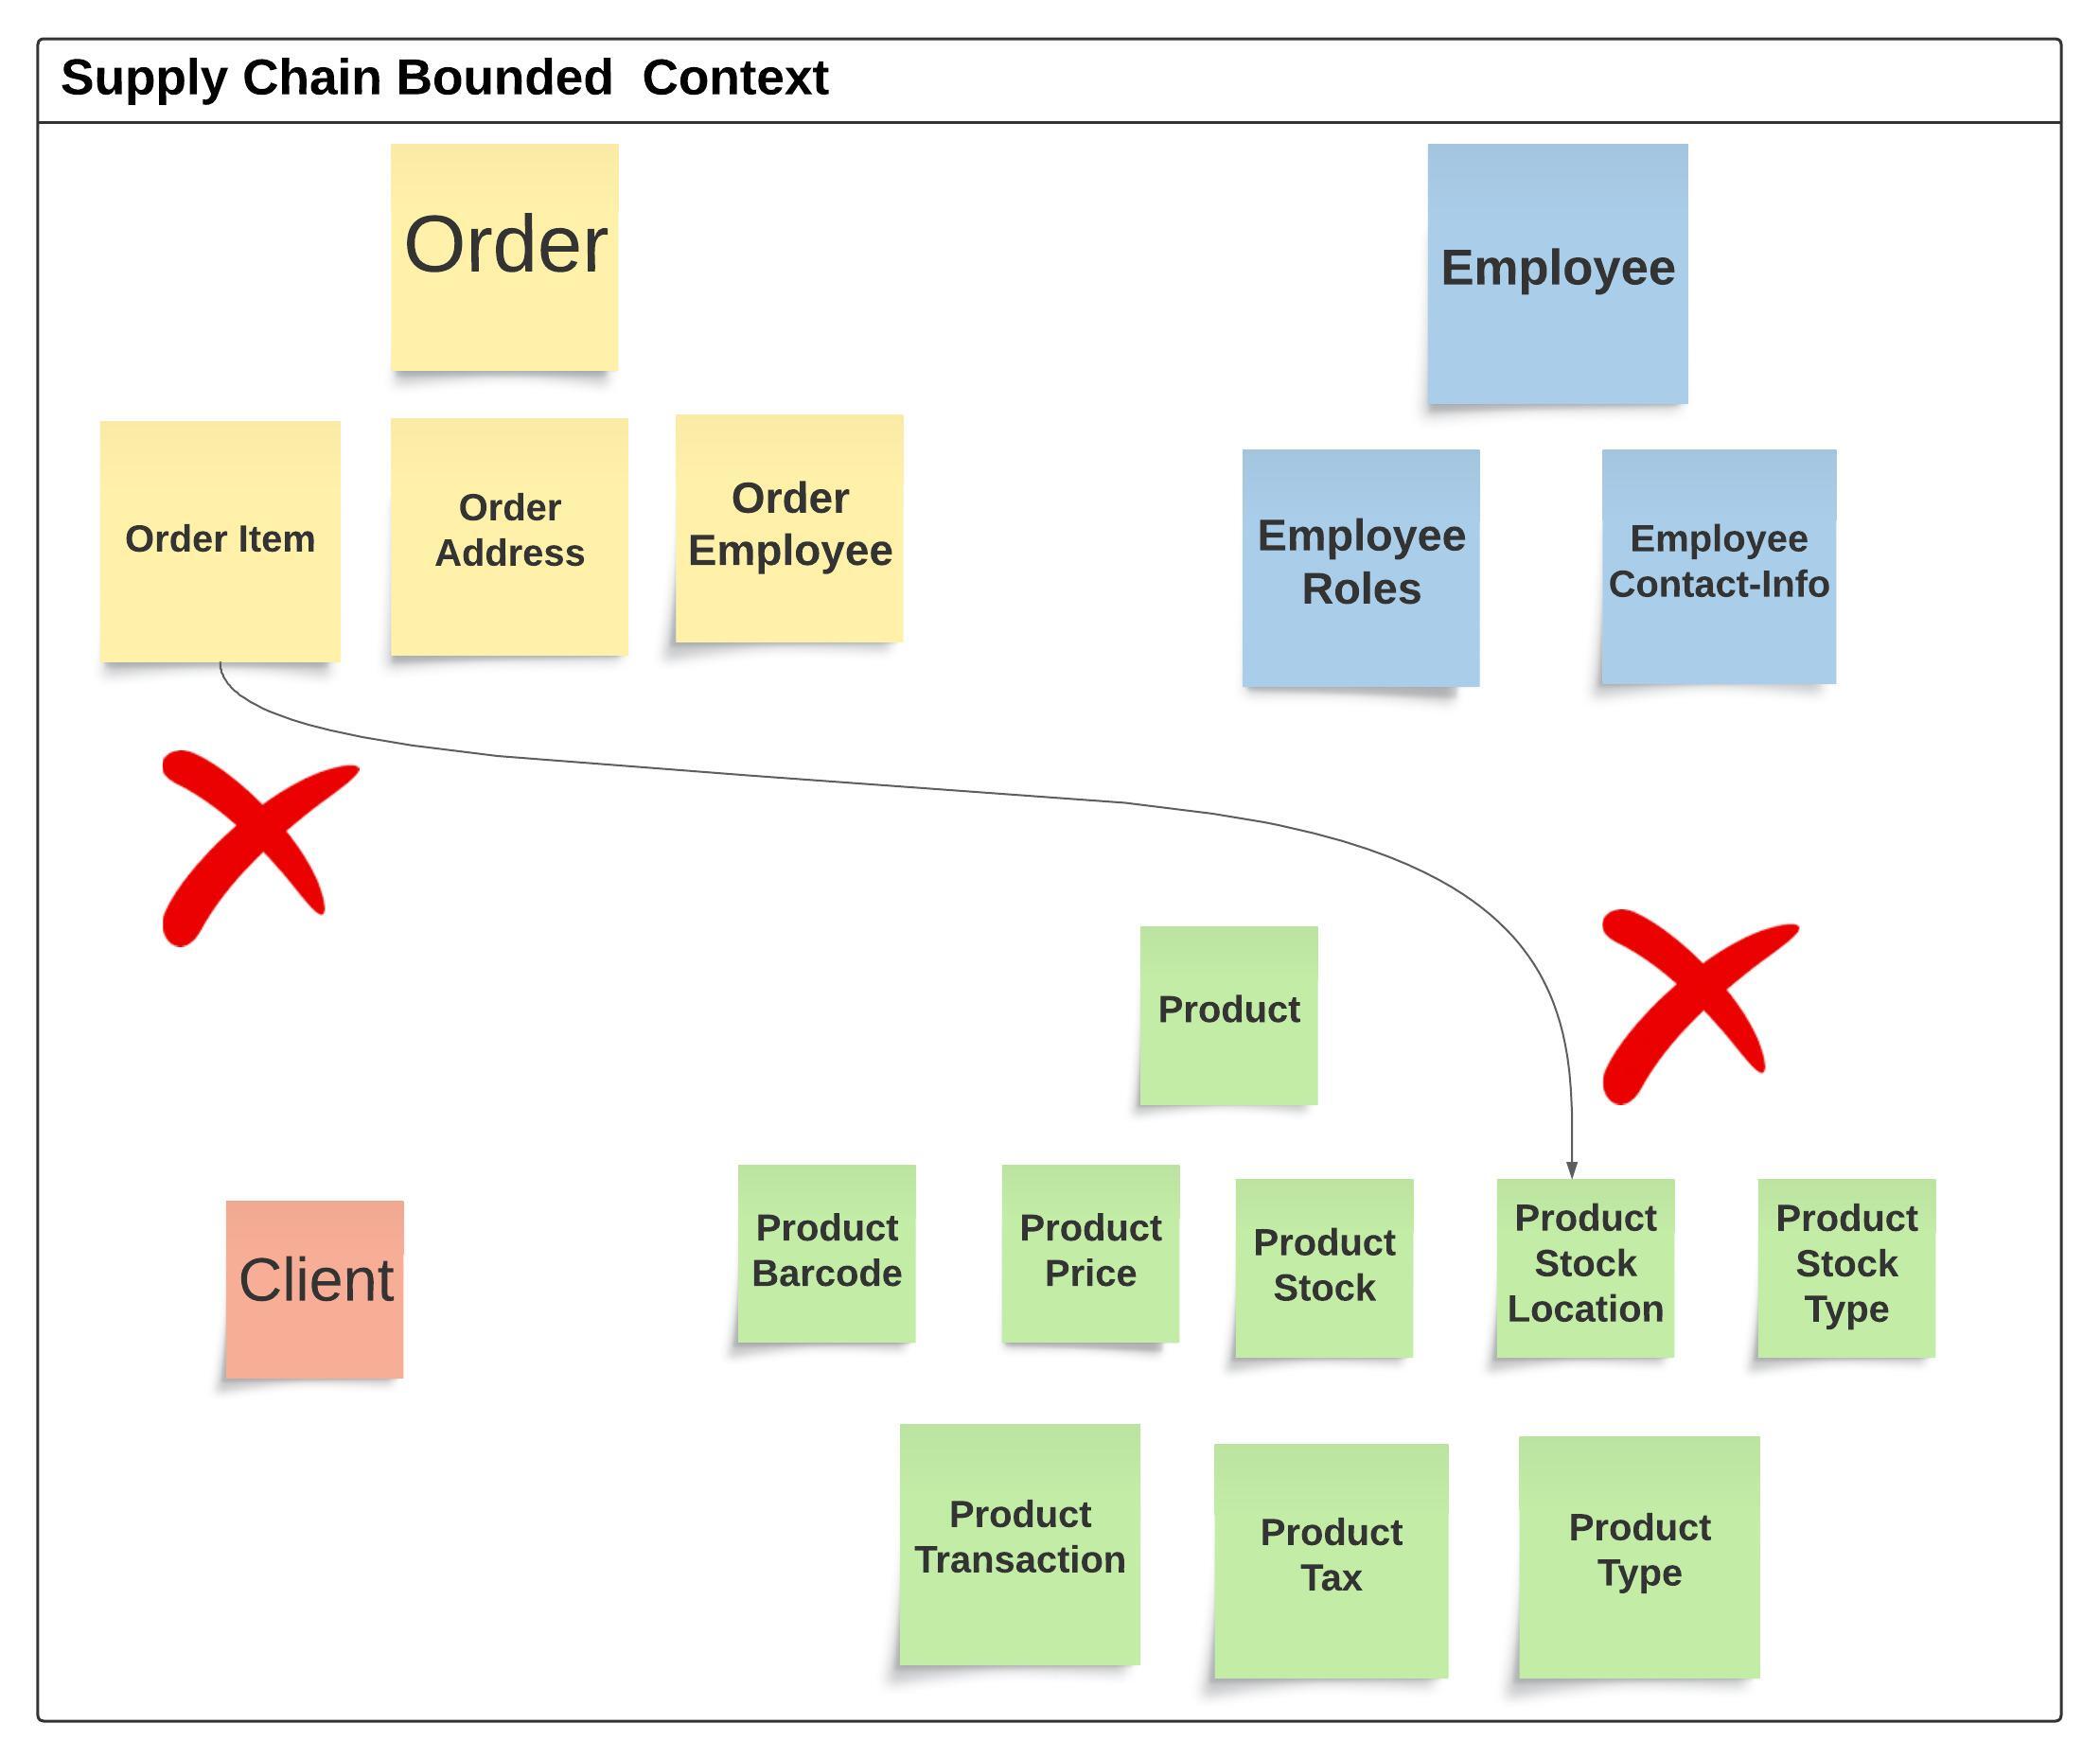 Supply Chain Bounded  Context
Order
Employee
Order Item
Order
Address
Order
Employee
Employee
Roles
Employee
Contact-Info
Product
Client
Product
Barcode
Product
Price
Product
Stock
Product
Stock
Location
Product
Stock
Type
Product
Transaction
Product
Tax
Product
Type